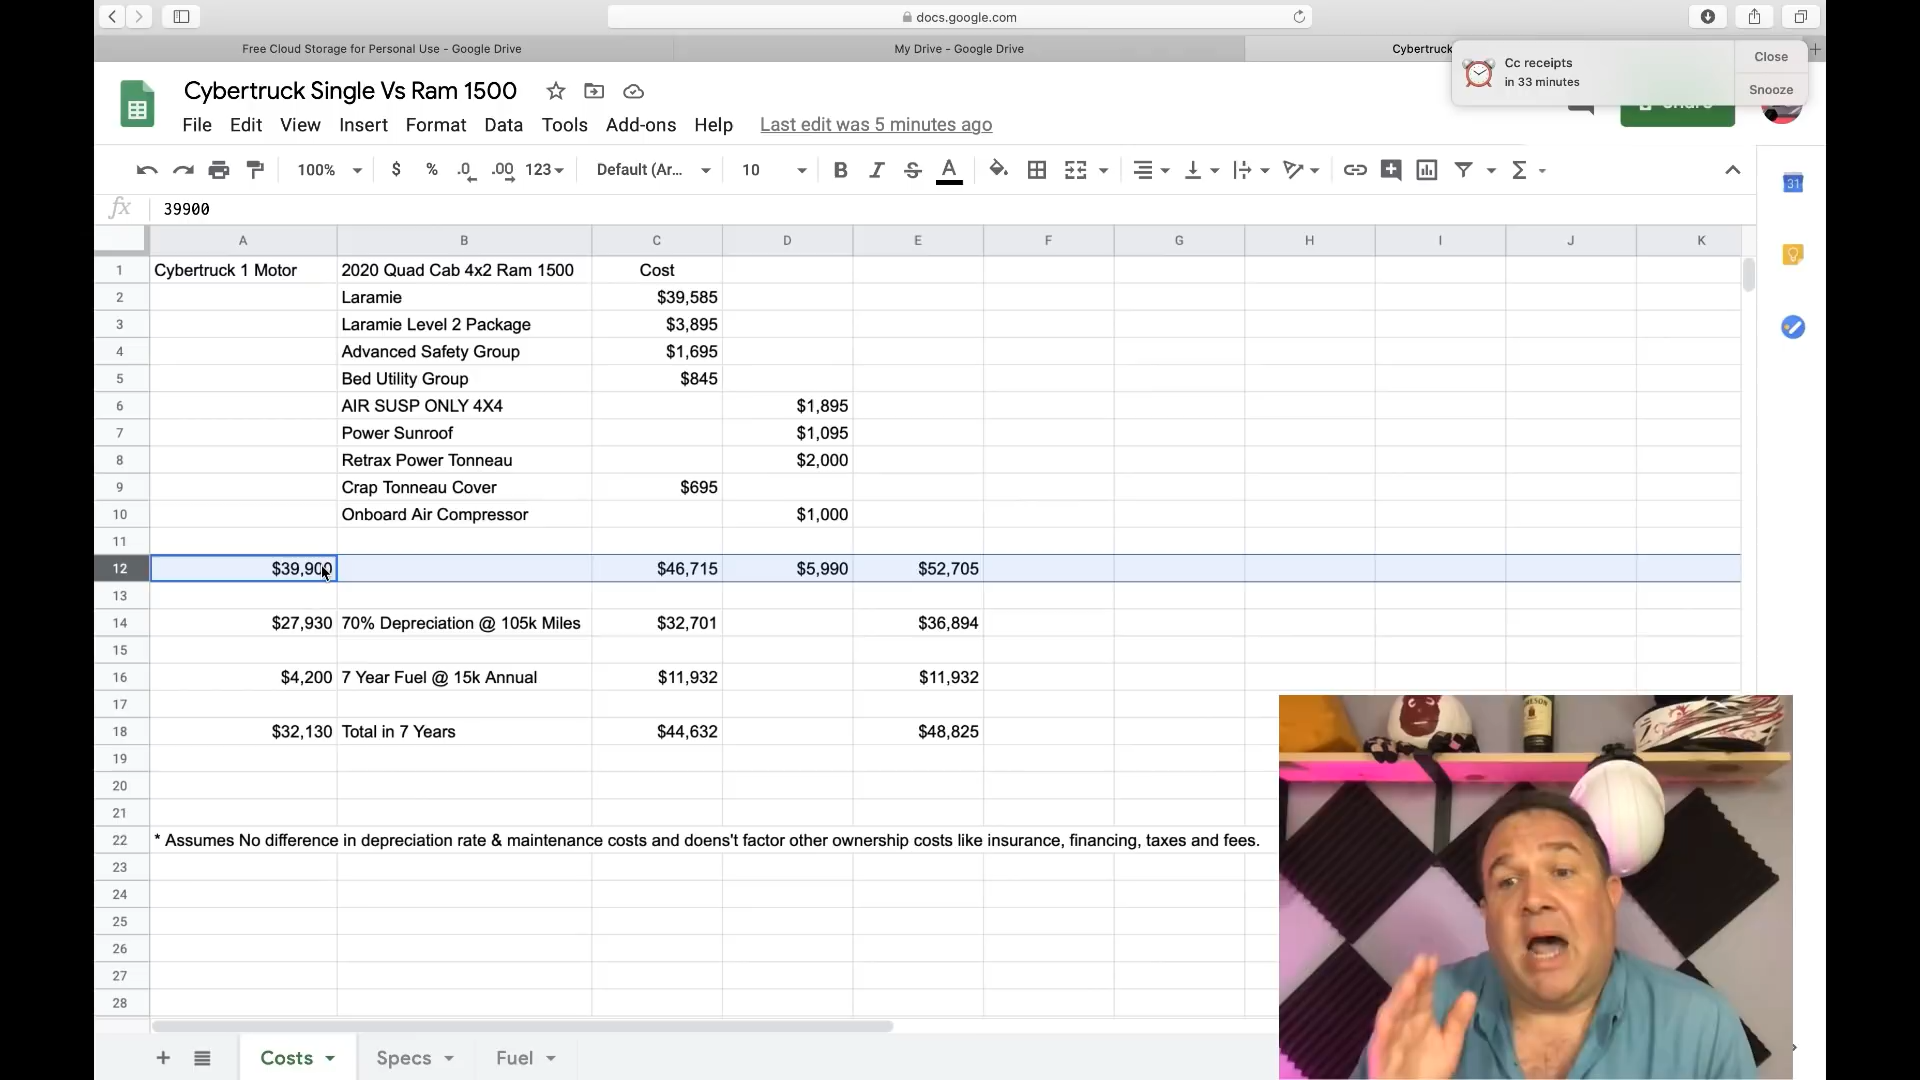 docs.google.com
Free Cloud Storage for Personal Use - Google Drive
My Drive - Google Drive
Cybertruck
Cc receipts
in 33 minutes
Close
Snooze
Cybertruck Single Vs Ram 1500
File Edit View Insert Format Data Tools Add-ons Help Last edit was 5 minutes ago
100% $ % .0 .00 123 Default (Ar... 10 B I S A
31
fx 39900
A B C D E F G H I J K
1 Cybertruck 1 Motor 2020 Quad Cab 4x2 Ram 1500 Cost
2 Laramie $39,585
3 Laramie Level 2 Package $3,895
4 Advanced Safety Group $1,695
5 Bed Utility Group $845
6 AIR SUSP ONLY 4X4 $1,895
7 Power Sunroof $1,095
8 Retrax Power Tonneau $2,000
9 Crap Tonneau Cover $695
10 Onboard Air Compressor $1,000
11
12 $39,900 $46,715 $5,990 $52,705
13
14 $27,930 70% Depreciation @ 105k Miles $32,701 $36,894
15
16 $4,200 7 Year Fuel @ 15k Annual $11,932 $11,932
17
18 $32,130 Total in 7 Years $44,632 $48,825
19
20
21
22 * Assumes No difference in depreciation rate & maintenance costs and doens't factor other ownership costs like insurance, financing, taxes and fees.
23
24
25
26
27
28
Costs Specs Fuel